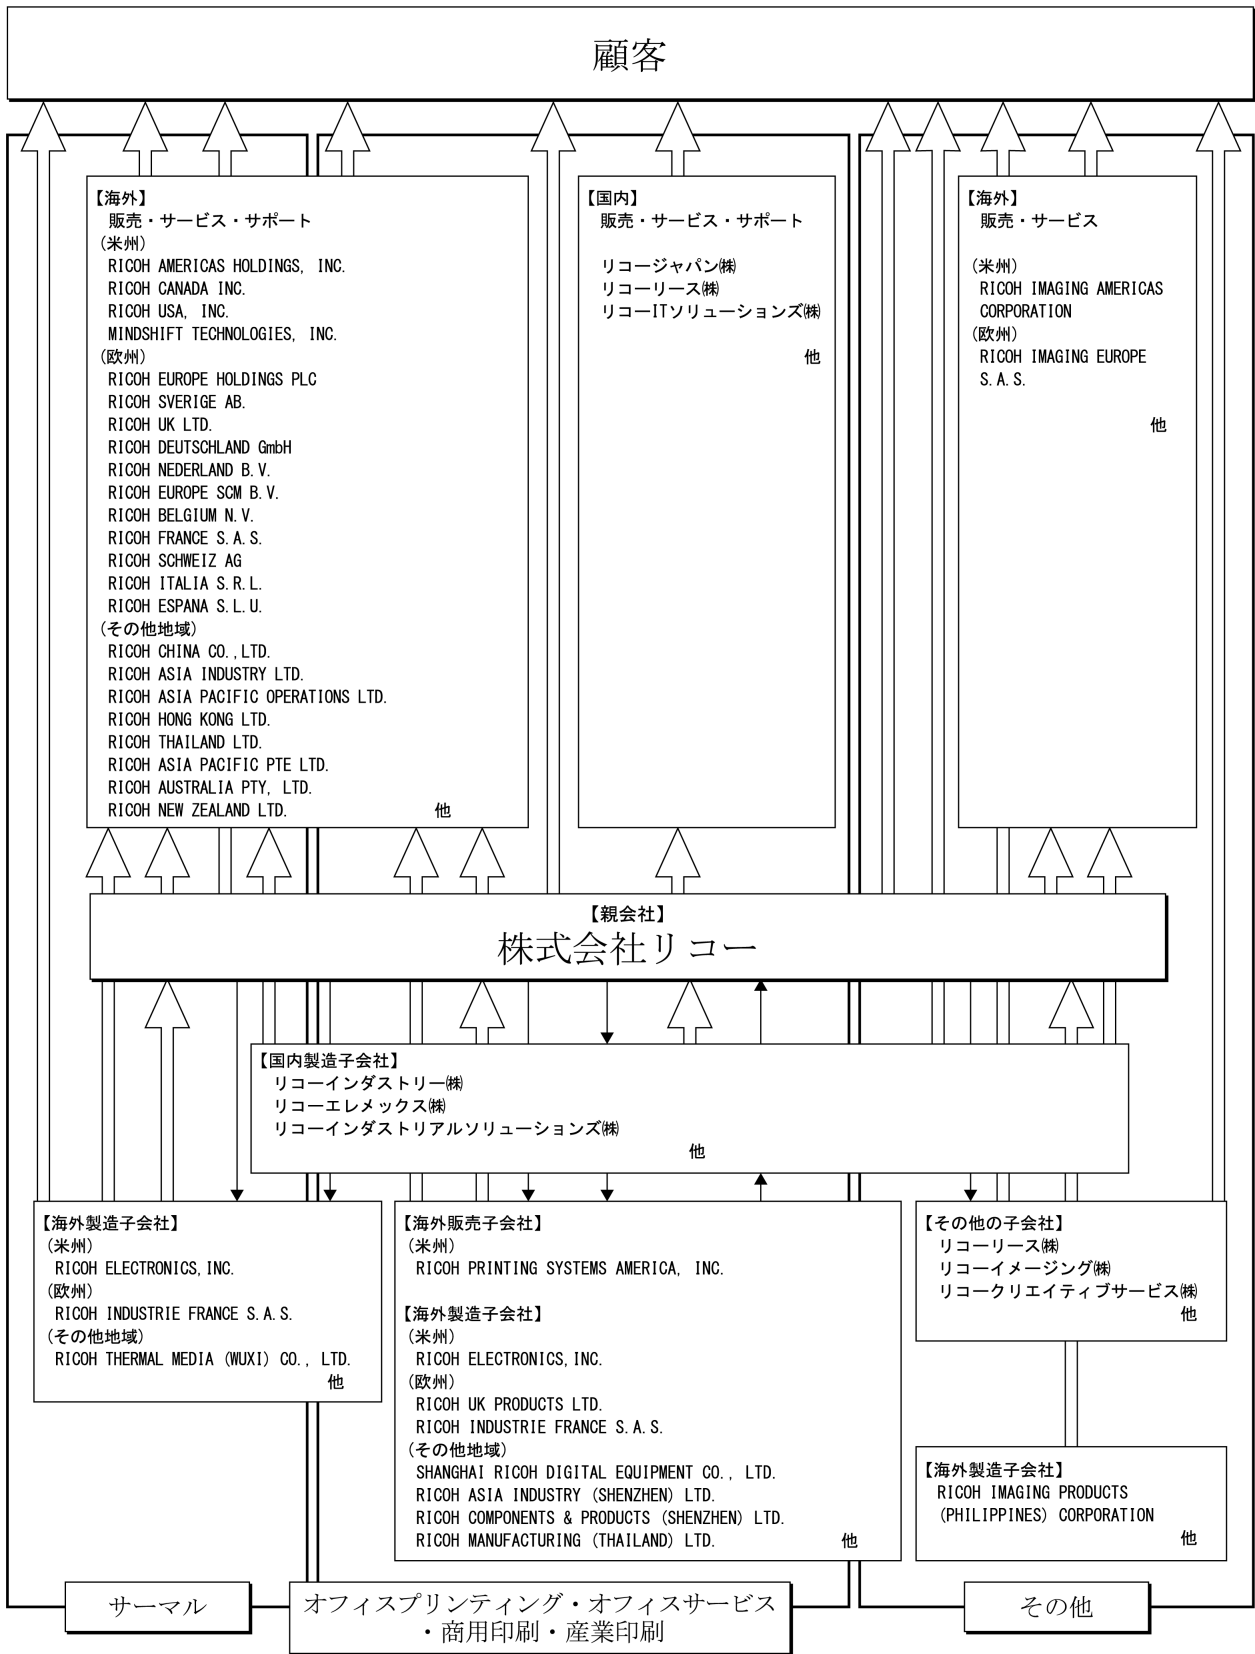 顧客
【海外】
販売・サービス・サポート
(米州)
RICOH AMERICAS HOLDINGS, INC.
RICOH CANADA INC.
RICOH USA, INC.
MINDSHIFT TECHNOLOGIES, INC.
(欧州)
RICOH EUROPE HOLDINGS PLC
RICOH SVERIGE AB.
RICOH UK LTD.
RICOH DEUTSCHLAND GmbH
RICOH NEDERLAND B.V.
RICOH EUROPE SCM B.V.
RICOH BELGIUM N.V.
RICOH FRANCE S.A.S.
RICOH SCHWEIZ AG
RICOH ITALIA S.R.L.
RICOH ESPANA S.L.U.
(その他地域)
RICOH CHINA CO.,LTD.
RICOH ASIA INDUSTRY LTD.
RICOH ASIA PACIFIC OPERATIONS LTD.
RICOH HONG KONG LTD.
RICOH THAILAND LTD.
RICOH ASIA PACIFIC PTE LTD.
RICOH AUSTRALIA PTY, LTD.
RICOH NEW ZEALAND LTD. 他
【国内】
販売・サービス・サポート
リコージャパン㈱
リコーリース㈱
リコーITソリューションズ㈱
他
【海外】
販売・サービス
(米州)
RICOH IMAGING AMERICAS
CORPORATION
(欧州)
RICOH IMAGING EUROPE
S.A.S.
他
【親会社】
株式会社リコー
【国内製造子会社】
リコーインダストリー㈱
リコーエレメックス㈱
リコーインダストリアルソリューションズ㈱
他
【海外製造子会社】
(米州)
RICOH ELECTRONICS,INC.
(欧州)
RICOH INDUSTRIE FRANCE S.A.S.
(その他地域)
RICOH THERMAL MEDIA (WUXI) CO., LTD.
他
【海外販売子会社】
(米州)
RICOH PRINTING SYSTEMS AMERICA, INC.
【海外製造子会社】
(米州)
RICOH ELECTRONICS,INC.
(欧州)
RICOH UK PRODUCTS LTD.
RICOH INDUSTRIE FRANCE S.A.S.
(その他地域)
SHANGHAI RICOH DIGITAL EQUIPMENT CO., LTD.
RICOH ASIA INDUSTRY (SHENZHEN) LTD.
RICOH COMPONENTS & PRODUCTS (SHENZHEN) LTD.
RICOH MANUFACTURING (THAILAND) LTD. 他
【その他の子会社】
リコーリース㈱
リコーイメージング㈱
リコークリエイティブサービス㈱
他
【海外製造子会社】
RICOH IMAGING PRODUCTS
(PHILIPPINES) CORPORATION
他
サーマル
オフィスプリンティング・オフィスサービス
・商用印刷・産業印刷
その他